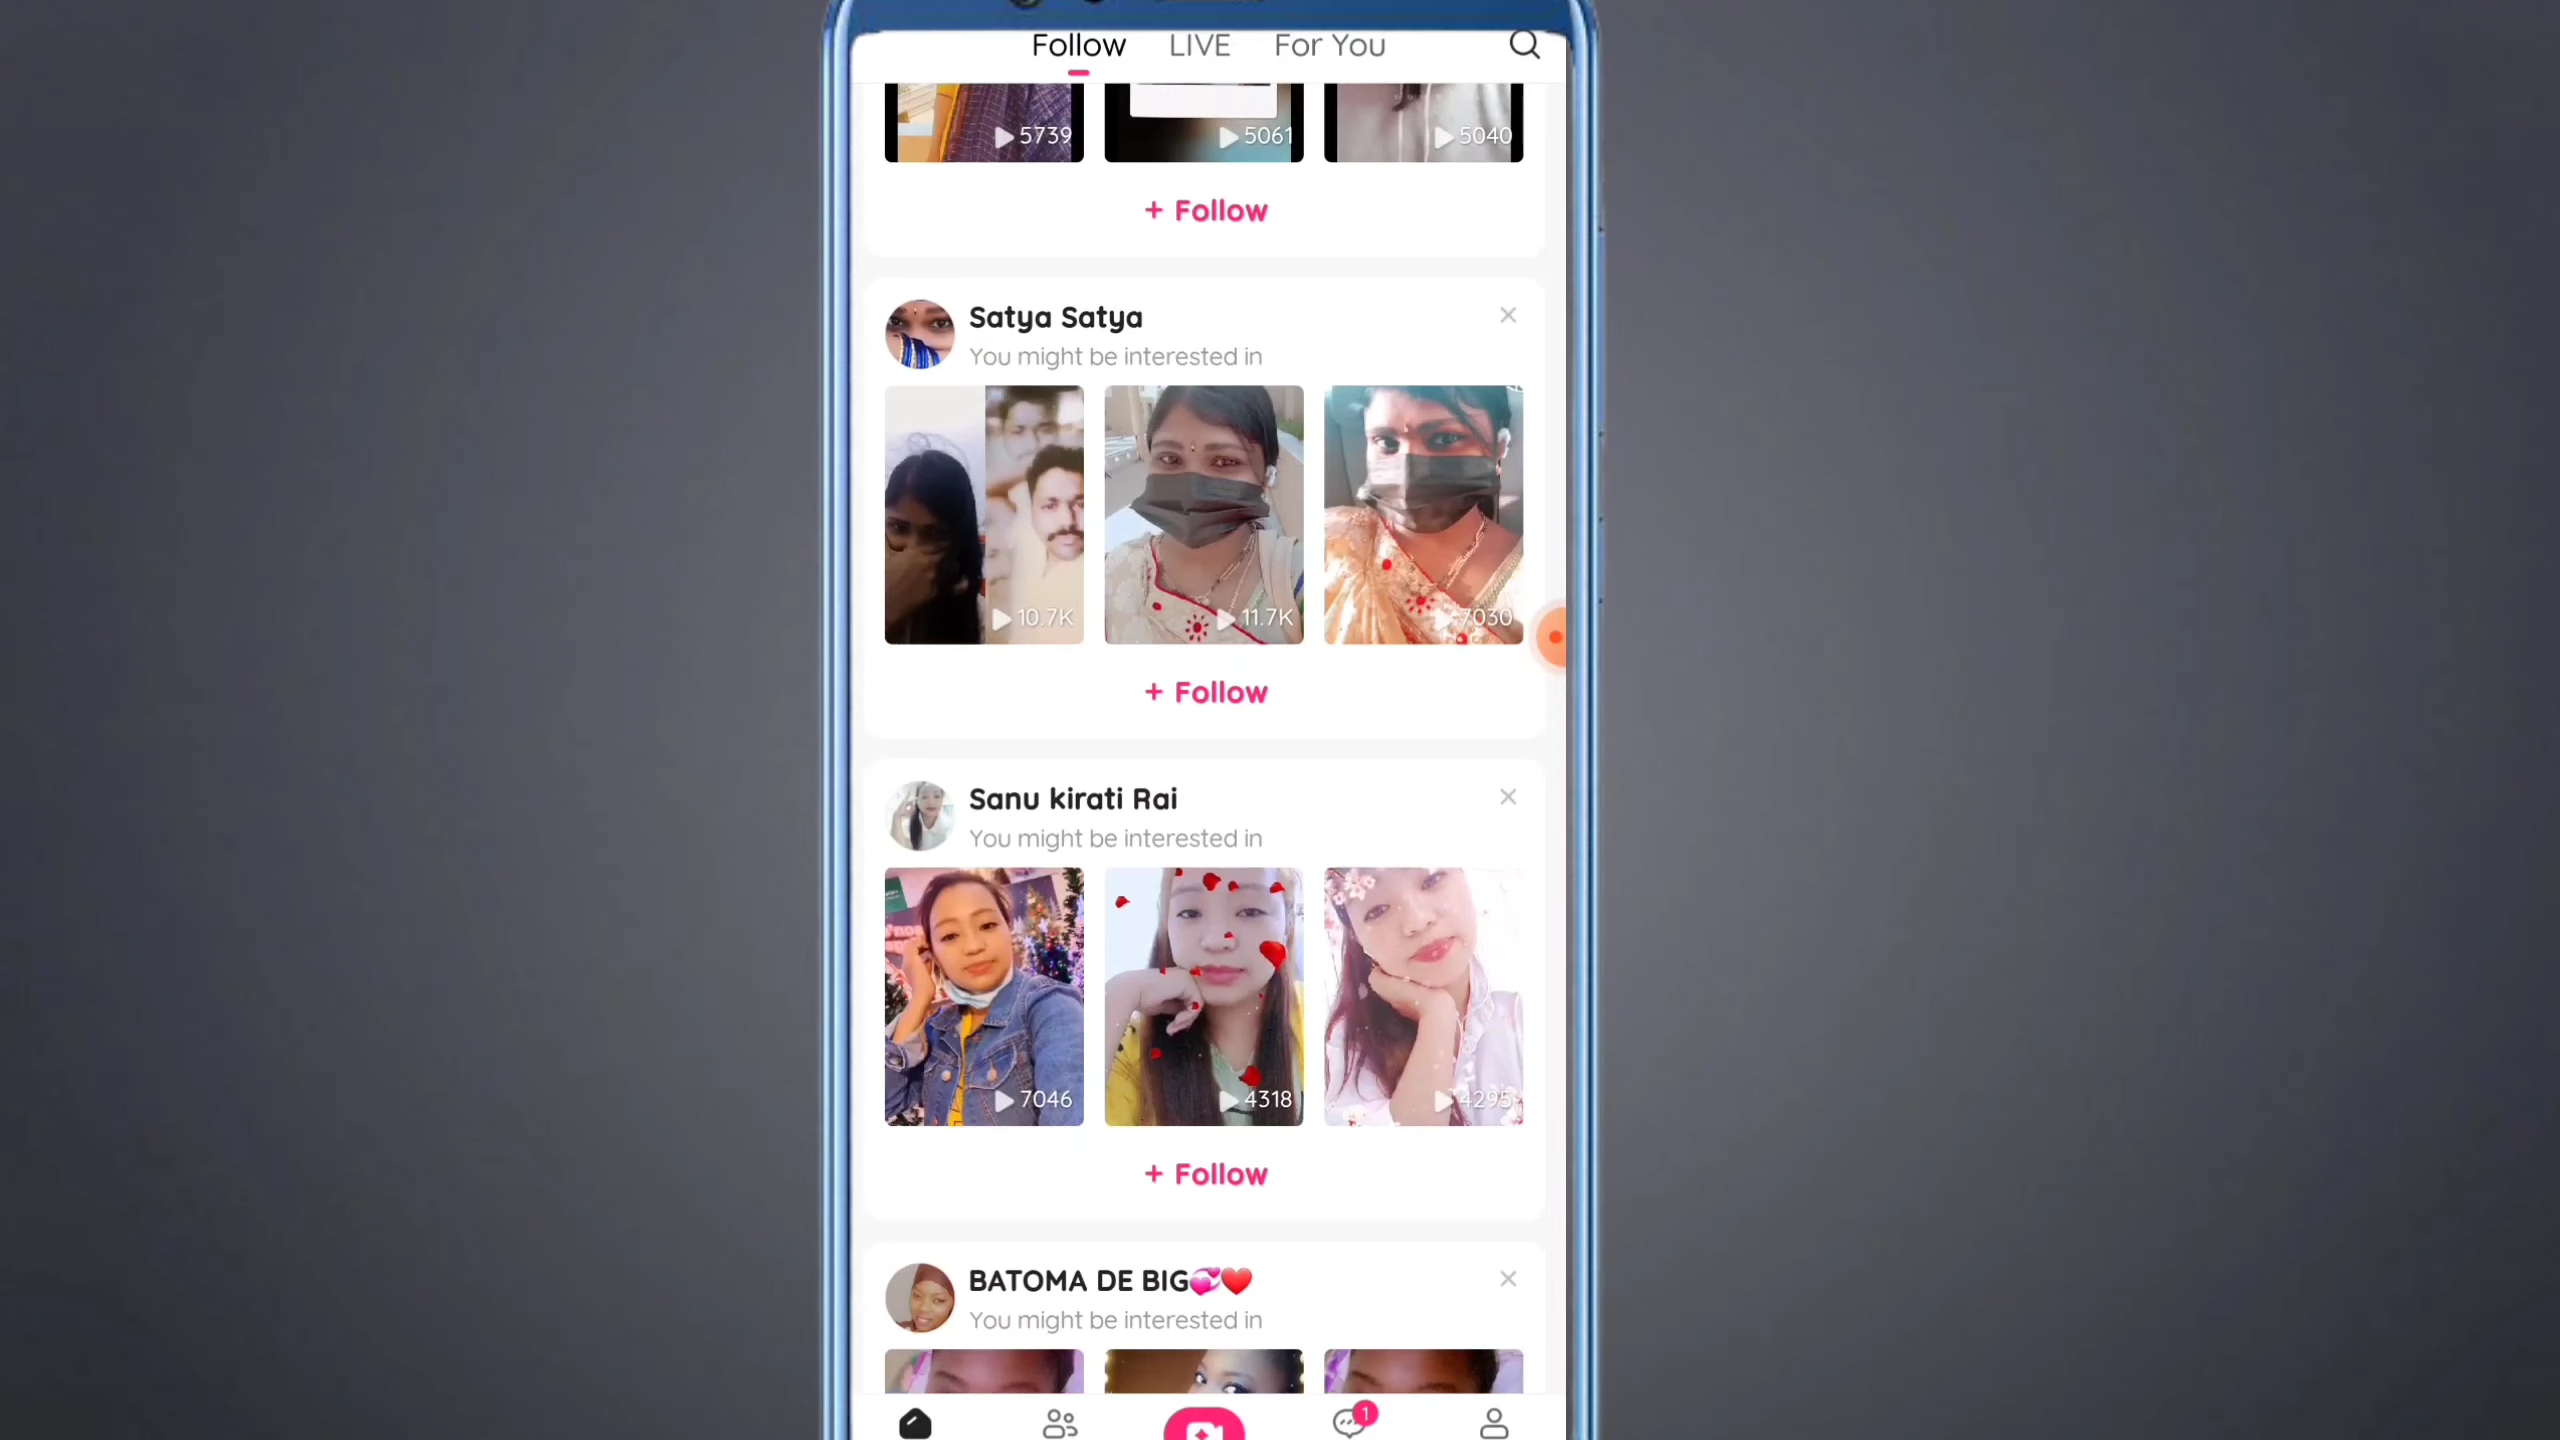 Follow LIVE For You
5739 5061 5040
+ Follow
Satya Satya
You might be interested in
10.7K 11.7K 7030
+ Follow
Sanu kirati Rai
You might be interested in
7046 4318 4295
+ Follow
BATOMA DE BIG💞❤️
You might be interested in
1